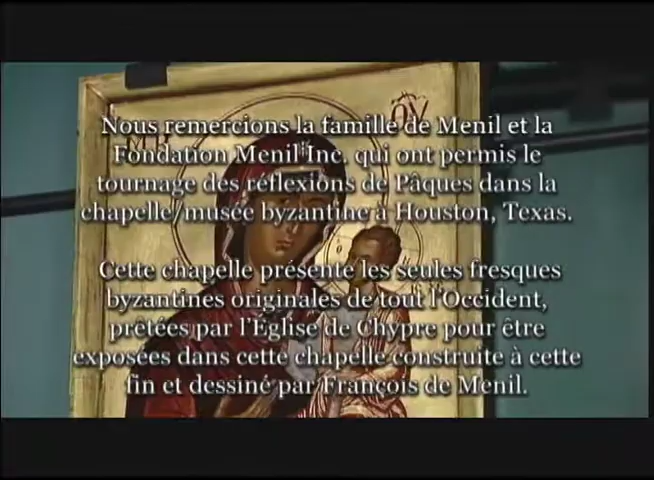 Nous remercions la famille de Menil et la
Fondation Menil Inc. qui ont permis le
tournage des réflexions de Pâques dans la
chapelle/musée byzantine à Houston, Texas.
Cette chapelle présente les seules fresques
byzantines originales de tout l'Occident,
prêtées par l'Église de Chypre pour être
exposées dans cette chapelle construite à cette
fin et dessiné par François de Menil.